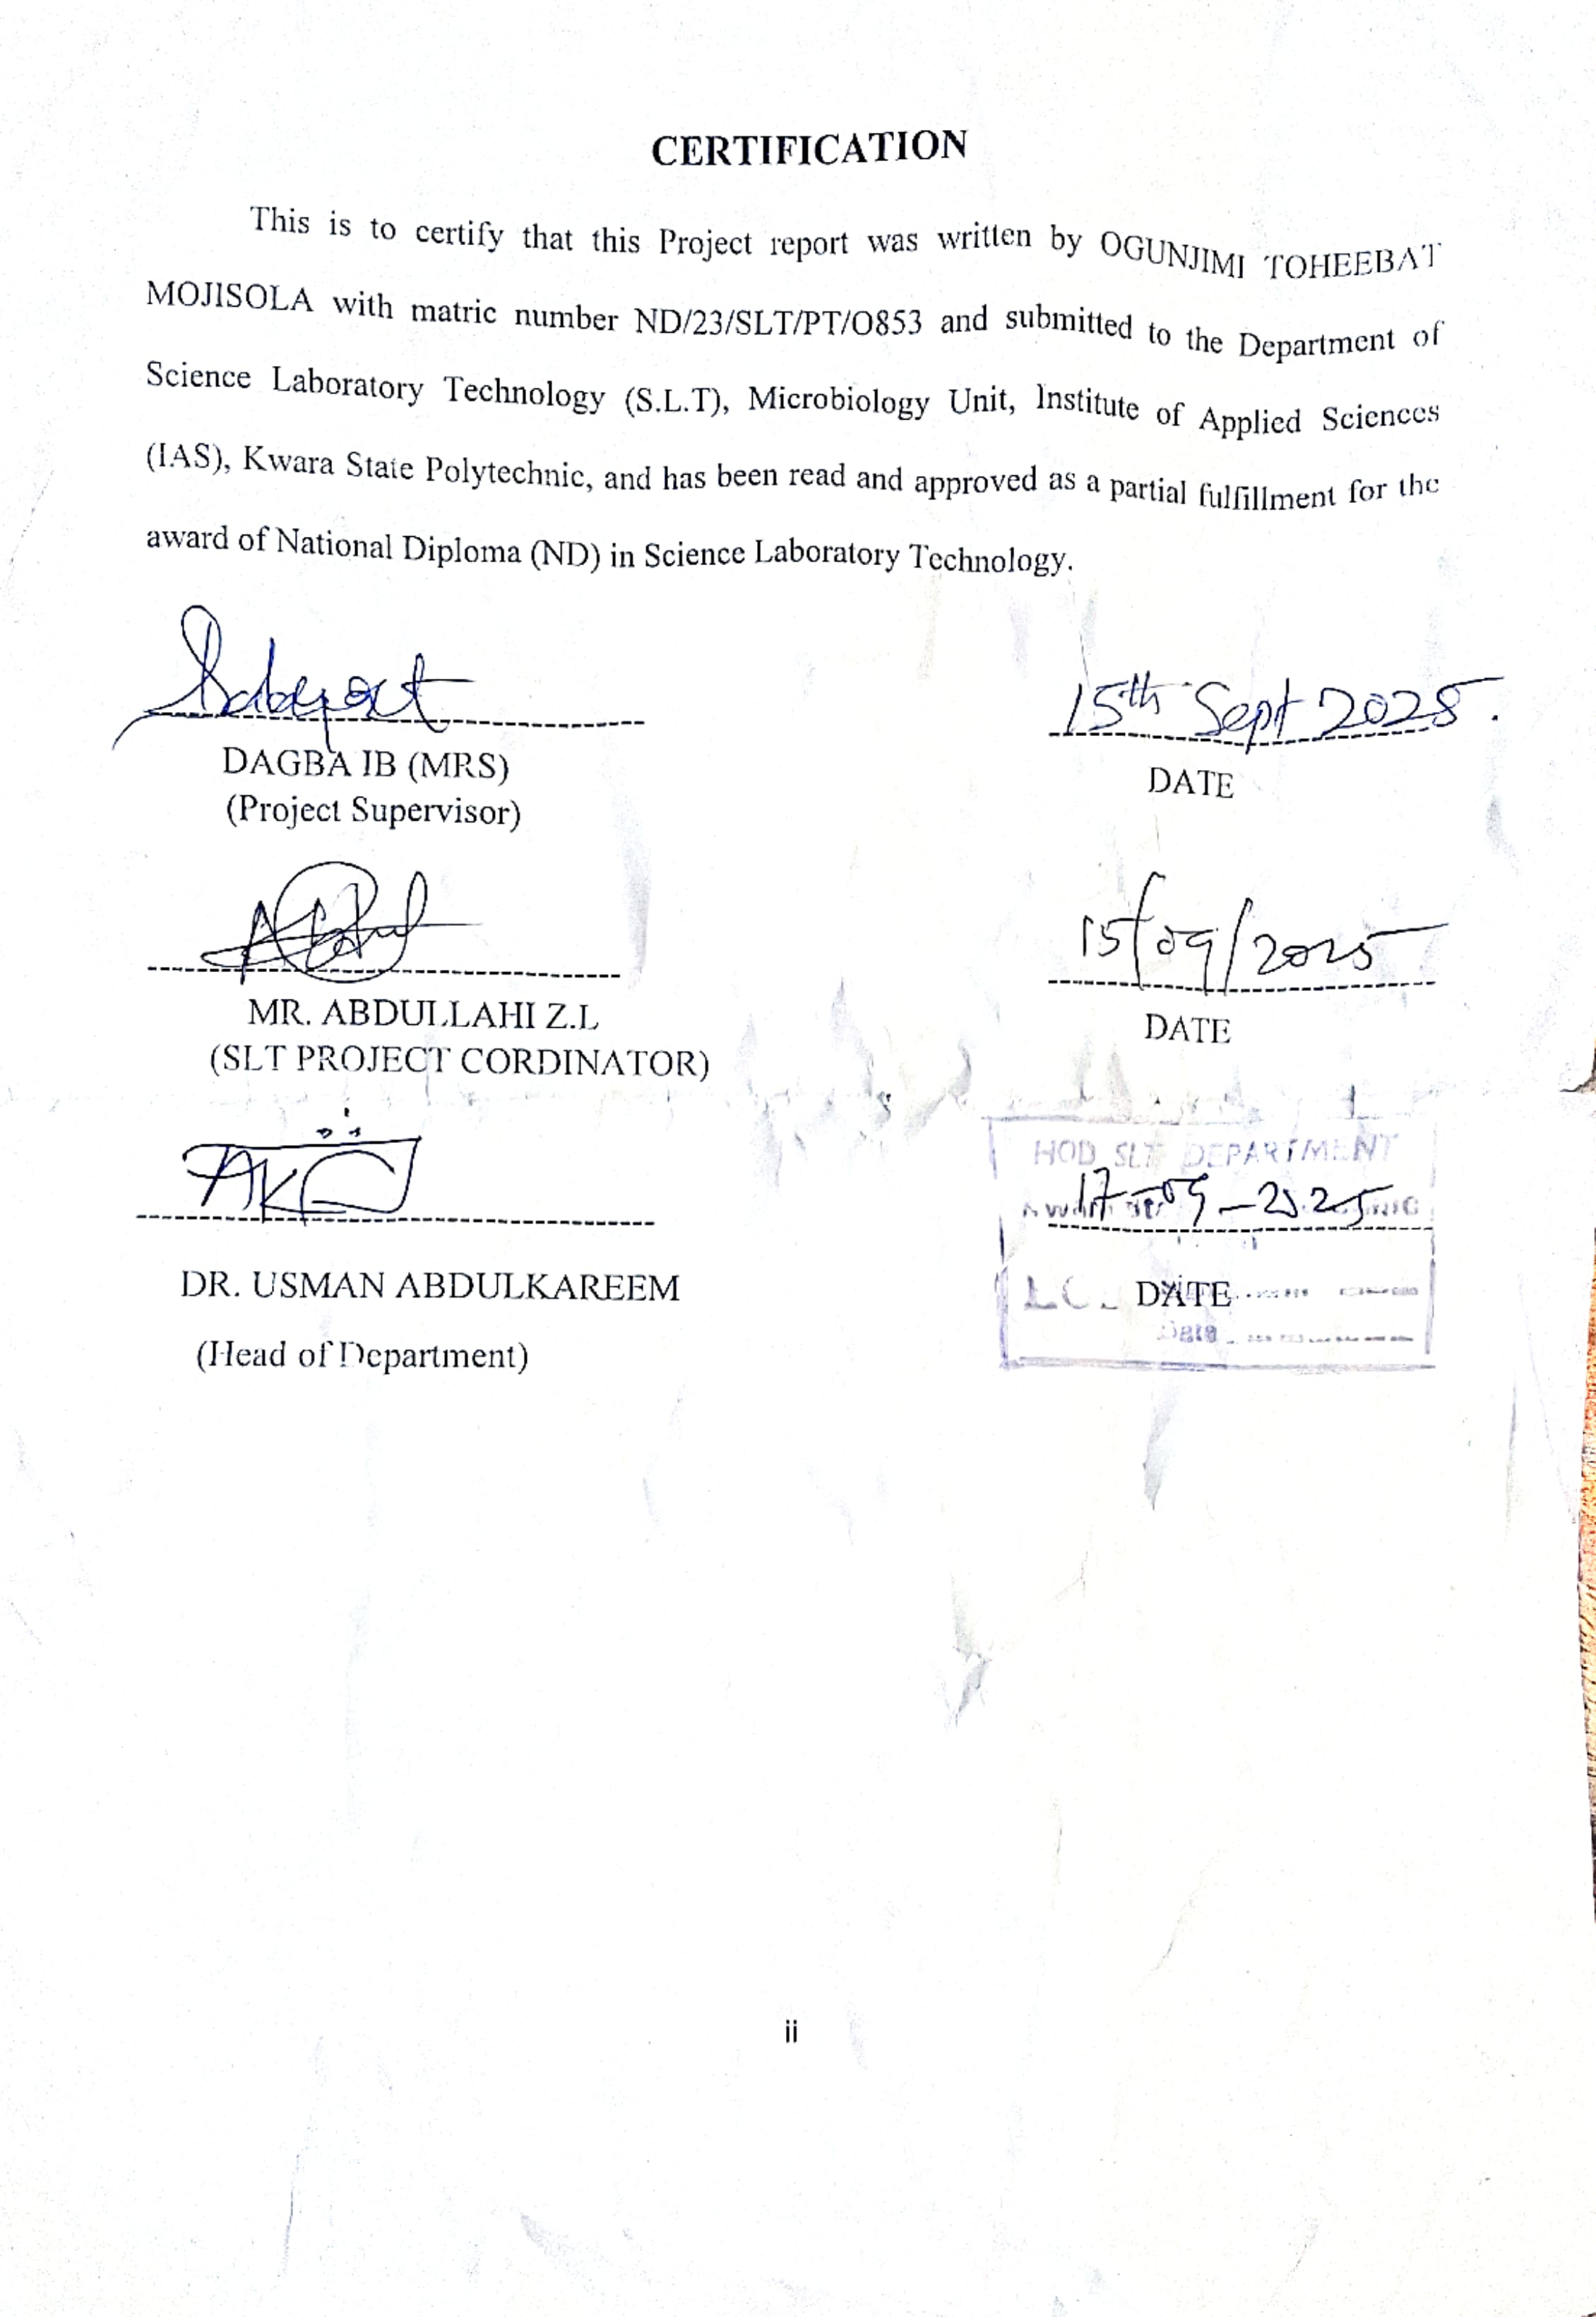 CERTIFICATION
This is to certify that this Project report was written by OGUNJIMI TOHEEBAT
MOJISOLA with matric number ND/23/SLT/PT/O853 and submitted to the Department of
Science Laboratory Technology (S.L.T), Microbiology Unit, Institute of Applied Sciences
(IAS), Kwara State Polytechnic, and has been read and approved as a partial fulfillment for the
award of National Diploma (ND) in Science Laboratory Technology.
15th Sept 2025.
DAGBA IB (MRS)
DATE
(Project Supervisor)
15/09/2025
MR. ABDULLAHI Z.L
DATE
(SLT PROJECT CORDINATOR)
HOD SLT DEPARTMENT
17-09-2025
DR. USMAN ABDULKAREEM
DATE
(Head of Department)
ii